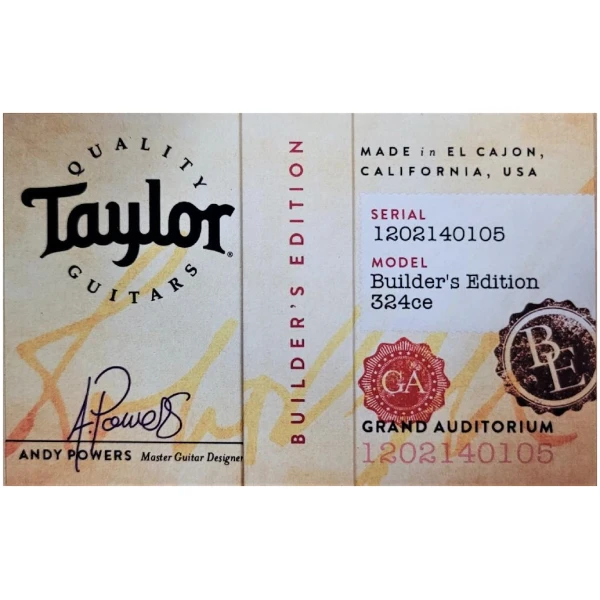 QUALITY
Taylor®
GUITARS
A. Powers
ANDY POWERS Master Guitar Designer
BUILDER'S EDITION
MADE in EL CAJON,
CALIFORNIA, USA
SERIAL
1202140105
MODEL
Builder's Edition
324ce
GA
BE
GRAND AUDITORIUM
1202140105